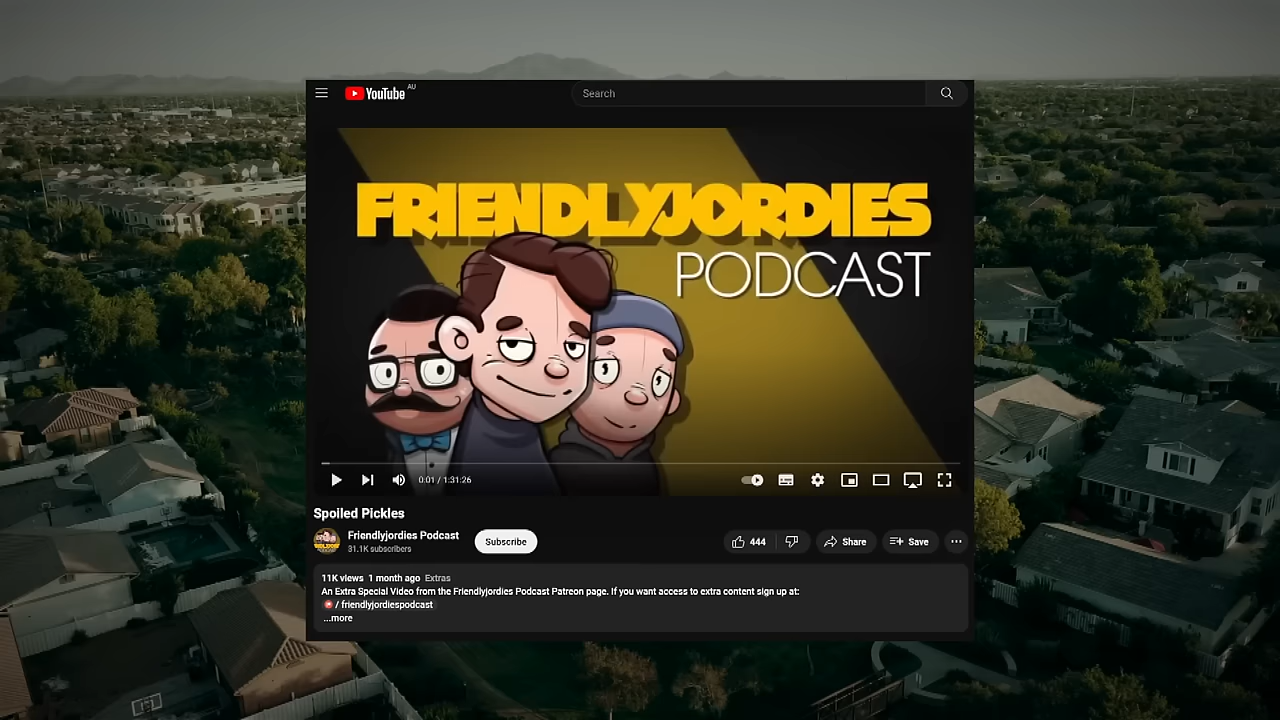 YouTube AU
Search
FRIENDLYJORDIES
PODCAST
0:01 / 1:31:26
Spoiled Pickles
Friendlyjordies Podcast
31.1K subscribers
Subscribe
444
Share
Save
11K views 1 month ago Extras
An Extra Special Video from the Friendlyjordies Podcast Patreon page. If you want access to extra content sign up at:
/ friendlyjordiespodcast
...more